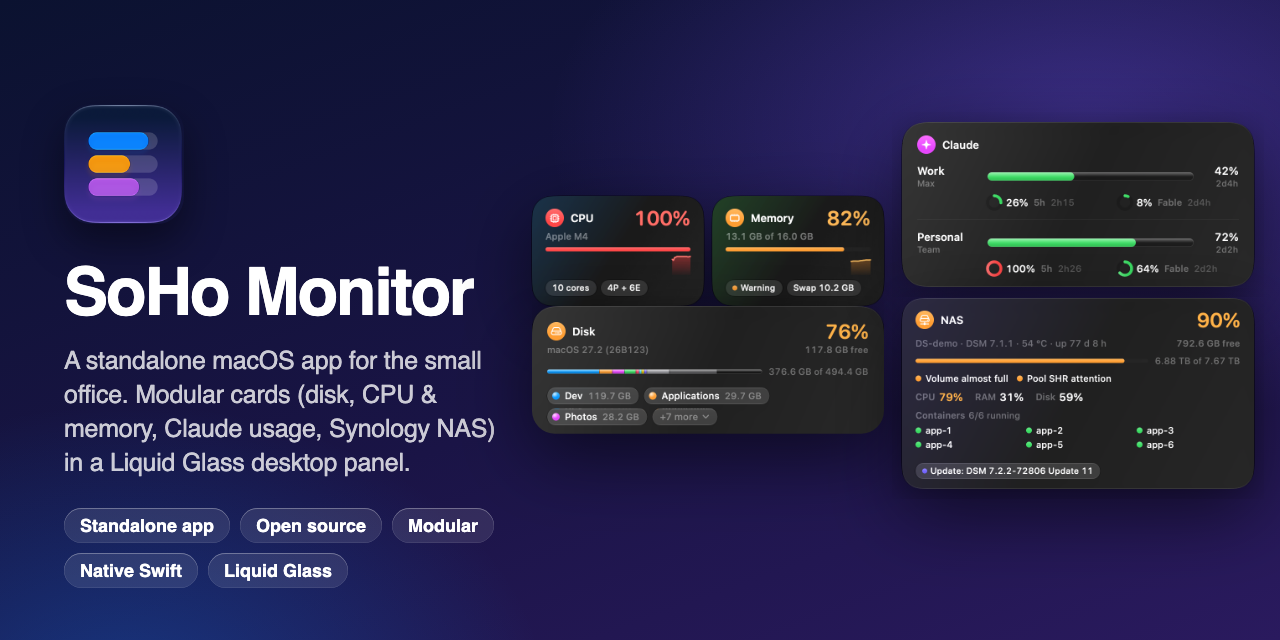 SoHo Monitor
A standalone macOS app for the small
office. Modular cards (disk, CPU &
memory, Claude usage, Synology NAS)
in a Liquid Glass desktop panel.
Standalone app
Open source
Modular
Native Swift
Liquid Glass
CPU
100%
Apple M4
10 cores
4P + 6E
Memory
82%
13.1 GB of 16.0 GB
Warning
Swap 10.2 GB
Disk
76%
macOS 27.2 (26B123)
117.8 GB free
376.6 GB of 494.4 GB
Dev 119.7 GB
Applications 29.7 GB
Photos 28.2 GB
+7 more
Claude
Work
42%
Max
2d4h
26% 5h 2h15
8% Fable 2d4h
Personal
72%
Team
2d2h
100% 5h 2h26
64% Fable 2d2h
NAS
90%
DS-demo · DSM 7.1.1 · 54 °C · up 77 d 8 h
792.6 GB free
6.88 TB of 7.67 TB
Volume almost full
Pool SHR attention
CPU 79% RAM 31% Disk 59%
Containers 6/6 running
app-1
app-2
app-3
app-4
app-5
app-6
Update: DSM 7.2.2-72806 Update 11